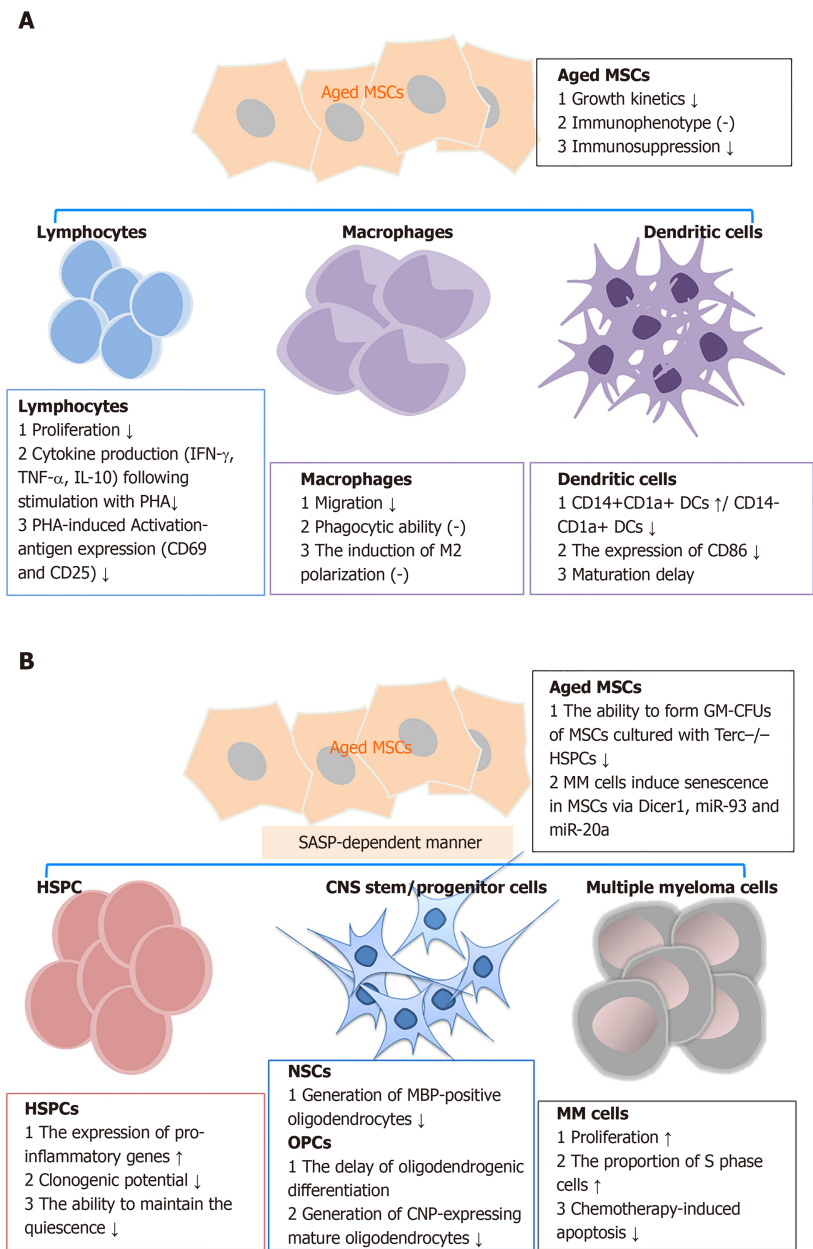 A
Aged MSCs
Aged MSCs
1 Growth kinetics ↓
2 Immunophenotype (-)
3 Immunosuppression ↓
Lymphocytes
Macrophages
Dendritic cells
Lymphocytes
1 Proliferation ↓
2 Cytokine production (IFN-γ,
TNF-α, IL-10) following
stimulation with PHA↓
3 PHA-induced Activation-
antigen expression (CD69
and CD25) ↓
Macrophages
1 Migration ↓
2 Phagocytic ability (-)
3 The induction of M2
polarization (-)
Dendritic cells
1 CD14+CD1a+ DCs ↑/ CD14-
CD1a+ DCs ↓
2 The expression of CD86 ↓
3 Maturation delay
B
Aged MSCs
Aged MSCs
1 The ability to form GM-CFUs
of MSCs cultured with Terc–/–
HSPCs ↓
2 MM cells induce senescence
in MSCs via Dicer1, miR-93 and
miR-20a
SASP-dependent manner
HSPC
CNS stem/progenitor cells
Multiple myeloma cells
HSPCs
1 The expression of pro-
inflammatory genes ↑
2 Clonogenic potential ↓
3 The ability to maintain the
quiescence ↓
NSCs
1 Generation of MBP-positive
oligodendrocytes ↓
OPCs
1 The delay of oligodendrogenic
differentiation
2 Generation of CNP-expressing
mature oligodendrocytes ↓
MM cells
1 Proliferation ↑
2 The proportion of S phase
cells ↑
3 Chemotherapy-induced
apoptosis ↓